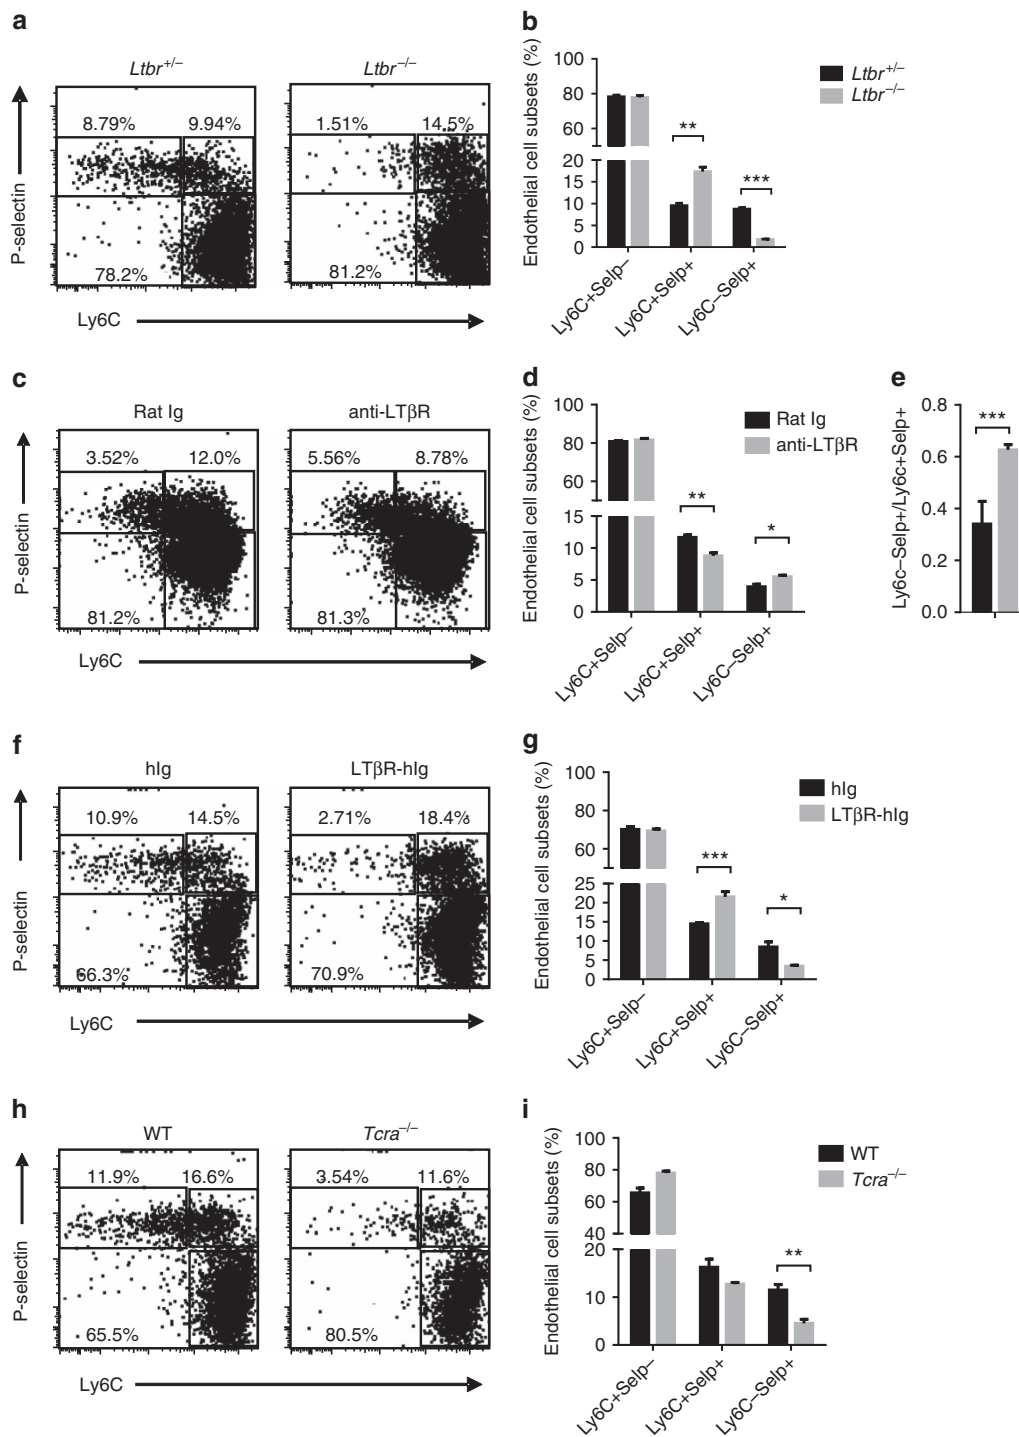 a
Ltbr+/–
Ltbr–/–
8.79%
9.94%
1.51%
14.5%
78.2%
81.2%
P-selectin
Ly6C
b
Endothelial cell subsets (%)
100
80
60
20
15
10
5
0
**
***
Ltbr+/–
Ltbr–/–
Ly6C+Selp–
Ly6C+Selp+
Ly6C–Selp+
c
Rat Ig
anti-LTβR
3.52%
12.0%
5.56%
8.78%
81.2%
81.3%
P-selectin
Ly6C
d
Endothelial cell subsets (%)
100
80
60
15
10
5
0
**
*
Rat Ig
anti-LTβR
Ly6C+Selp–
Ly6C+Selp+
Ly6C–Selp+
e
Ly6c–Selp+/Ly6c+Selp+
0.8
0.6
0.4
0.2
0.0
***
f
hIg
LTβR-hIg
10.9%
14.5%
2.71%
18.4%
66.3%
70.9%
P-selectin
Ly6C
g
Endothelial cell subsets (%)
100
80
60
25
20
15
10
5
0
***
*
hIg
LTβR-hIg
Ly6C+Selp–
Ly6C+Selp+
Ly6C–Selp+
h
WT
Tcra–/–
11.9%
16.6%
3.54%
11.6%
65.5%
80.5%
P-selectin
Ly6C
i
Endothelial cell subsets (%)
100
80
60
40
20
10
0
**
WT
Tcra–/–
Ly6C+Selp–
Ly6C+Selp+
Ly6C–Selp+